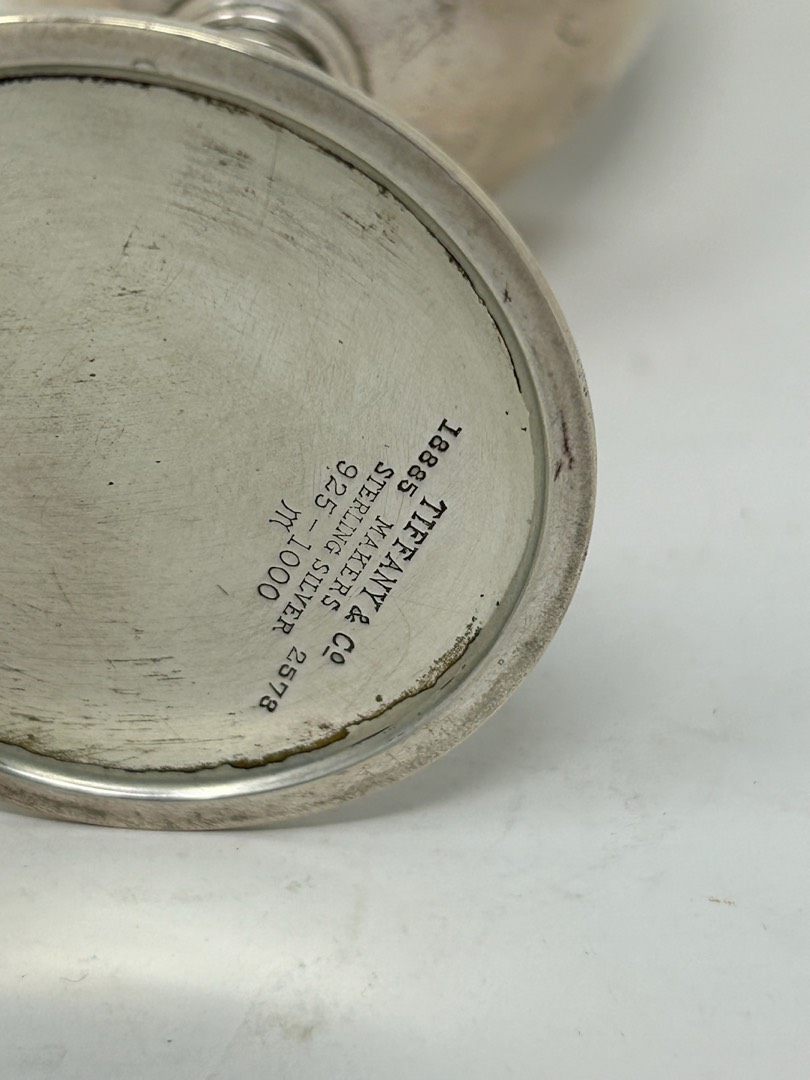 18885 TIFFANY & Co
MAKERS
STERLING SILVER 2578
925-1000
m